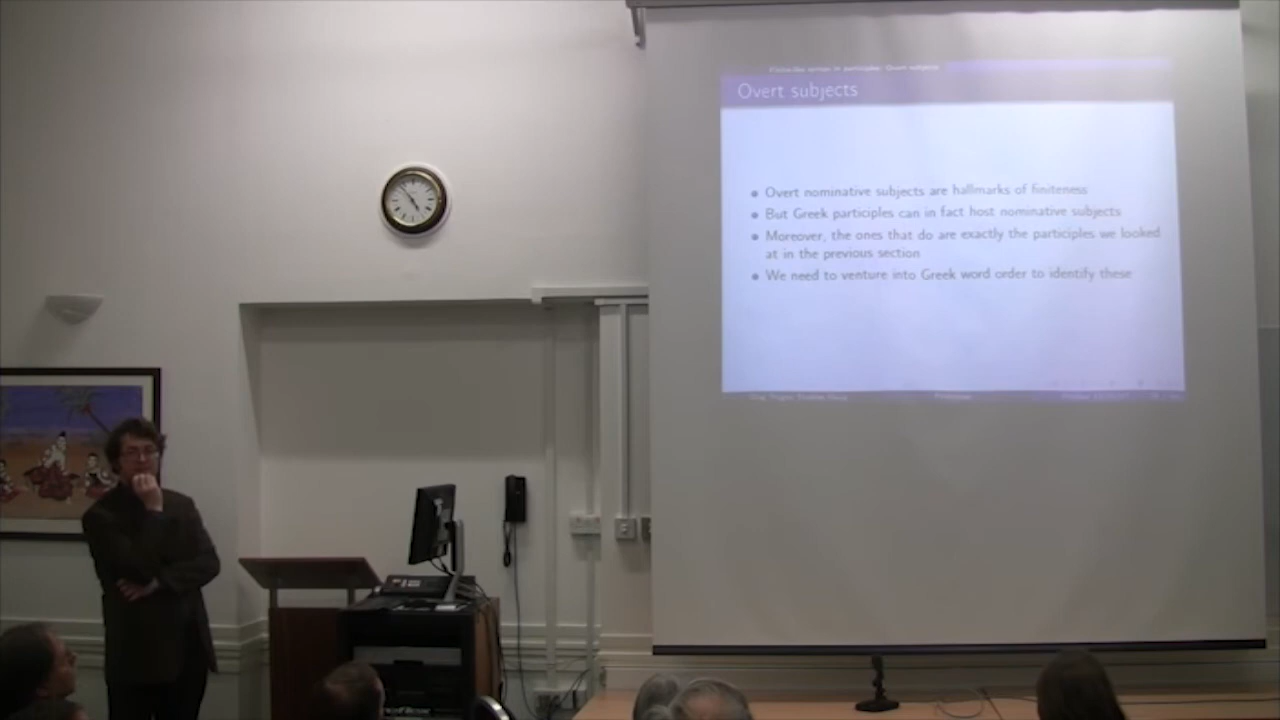 Overt subjects
Overt nominative subjects are hallmarks of finiteness
But Greek participles can in fact host nominative subjects
Moreover, the ones that do are exactly the participles we looked
at in the previous section
We need to venture into Greek word order to identify these